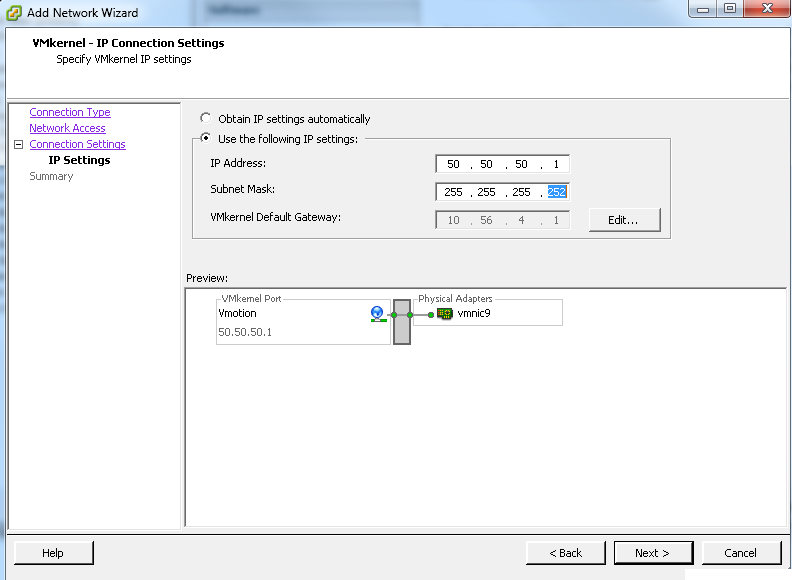 Software
Add Network Wizard
VMkernel - IP Connection Settings
Specify VMkernel IP settings
Connection Type
Network Access
Connection Settings
IP Settings
Summary
Obtain IP settings automatically
Use the following IP settings:
IP Address: 50 . 50 . 50 . 1
Subnet Mask: 255 . 255 . 255 . 252
VMkernel Default Gateway: 10 . 56 . 4 . 1 Edit...
Preview:
VMkernel Port Physical Adapters
Vmotion vmnic9
50.50.50.1
Help < Back Next > Cancel